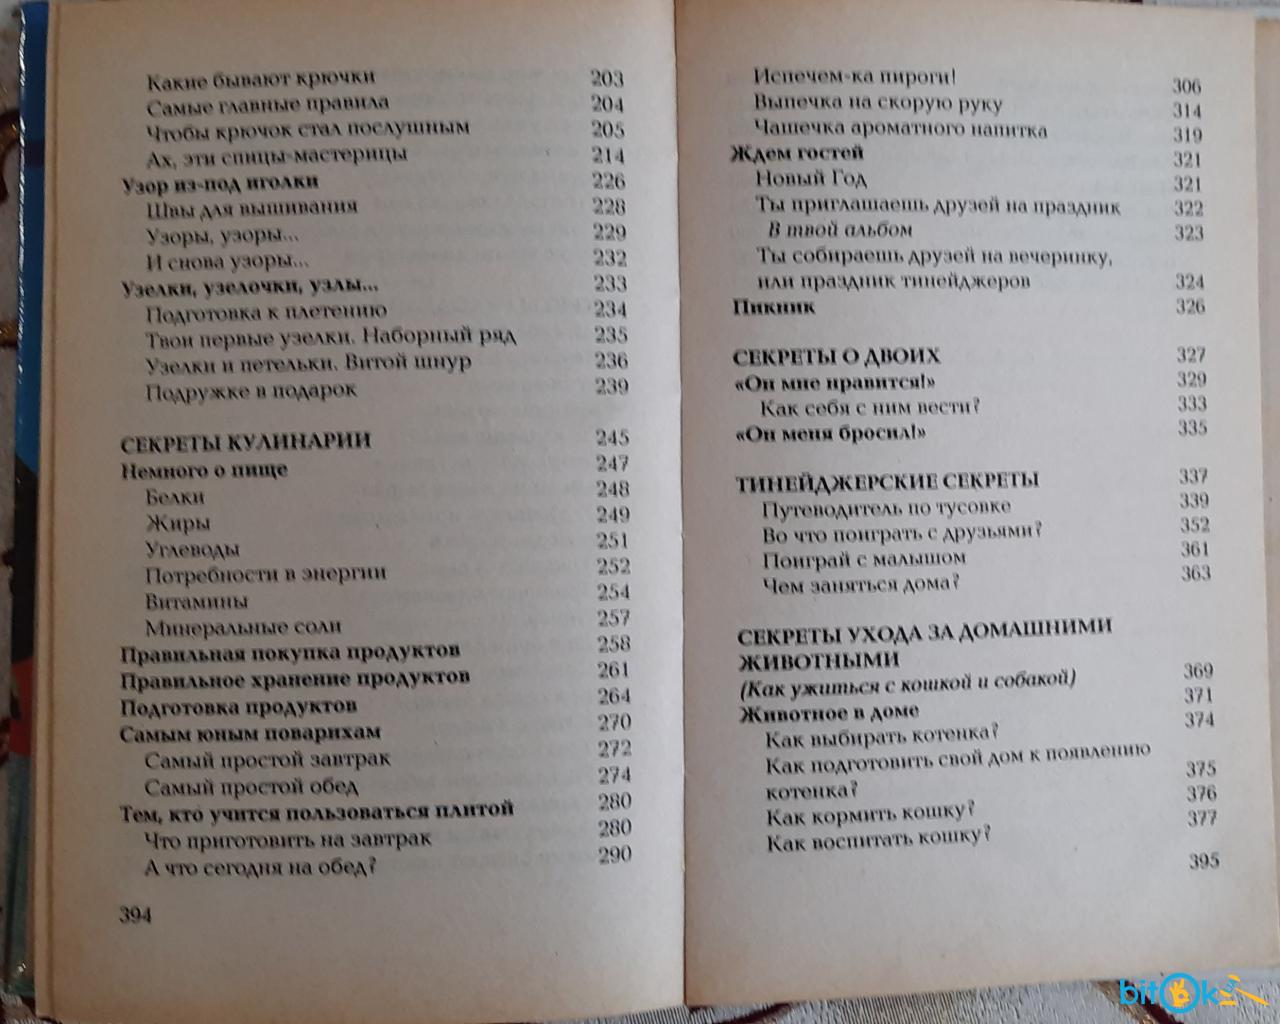 Какие бывают крючки 203
Самые главные правила 204
Чтобы крючок стал послушным 205
Ах, эти спицы-мастерицы 214
Узор из-под иголки 226
Швы для вышивания 228
Узоры, узоры... 229
И снова узоры... 232
Узелки, узелочки, узлы... 233
Подготовка к плетению 234
Твои первые узелки. Наборный ряд 235
Узелки и петельки. Витой шнур 236
Подружке в подарок 239
СЕКРЕТЫ КУЛИНАРИИ 245
Немного о пище 247
Белки 248
Жиры 249
Углеводы 251
Потребности в энергии 252
Витамины 254
Минеральные соли 257
Правильная покупка продуктов 258
Правильное хранение продуктов 261
Подготовка продуктов 264
Самым юным поварихам 270
Самый простой завтрак 272
Самый простой обед 274
Тем, кто учится пользоваться плитой 280
Что приготовить на завтрак 280
А что сегодня на обед? 290
394
Испечем-ка пироги! 306
Выпечка на скорую руку 314
Чашечка ароматного напитка 319
Ждем гостей 321
Новый Год 321
Ты приглашаешь друзей на праздник 322
В твой альбом 323
Ты собираешь друзей на вечеринку,
или праздник тинейджеров 324
Пикник 326
СЕКРЕТЫ О ДВОИХ 327
«Он мне нравится!» 329
Как себя с ним вести? 333
«Он меня бросил!» 335
ТИНЕЙДЖЕРСКИЕ СЕКРЕТЫ 337
Путеводитель по тусовке 339
Во что поиграть с друзьями? 352
Поиграй с малышом 361
Чем заняться дома? 363
СЕКРЕТЫ УХОДА ЗА ДОМАШНИМИ
ЖИВОТНЫМИ
(Как ужиться с кошкой и собакой) 369
Животное в доме 371
Как выбирать котенка? 374
Как подготовить свой дом к появлению
котенка? 375
Как кормить кошку? 376
Как воспитать кошку? 377
395
bitOk